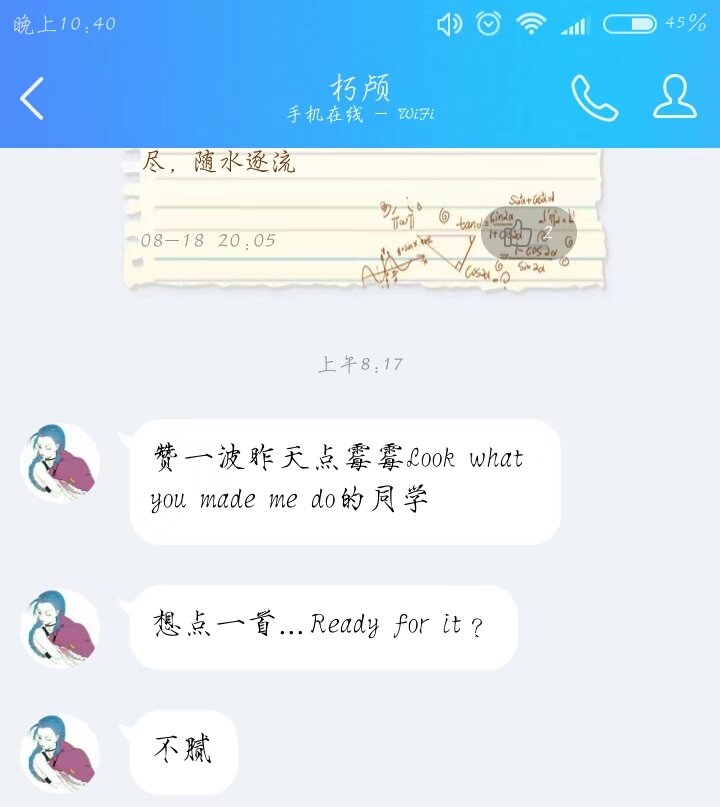 晚上10:40
45%
朽颅
手机在线 - WiFi
尽，随水逐流
08-18 20:05
2
上午8:17
赞一波昨天点霉霉Look what
you made me do的同学
想点一首...Ready for it？
不腻